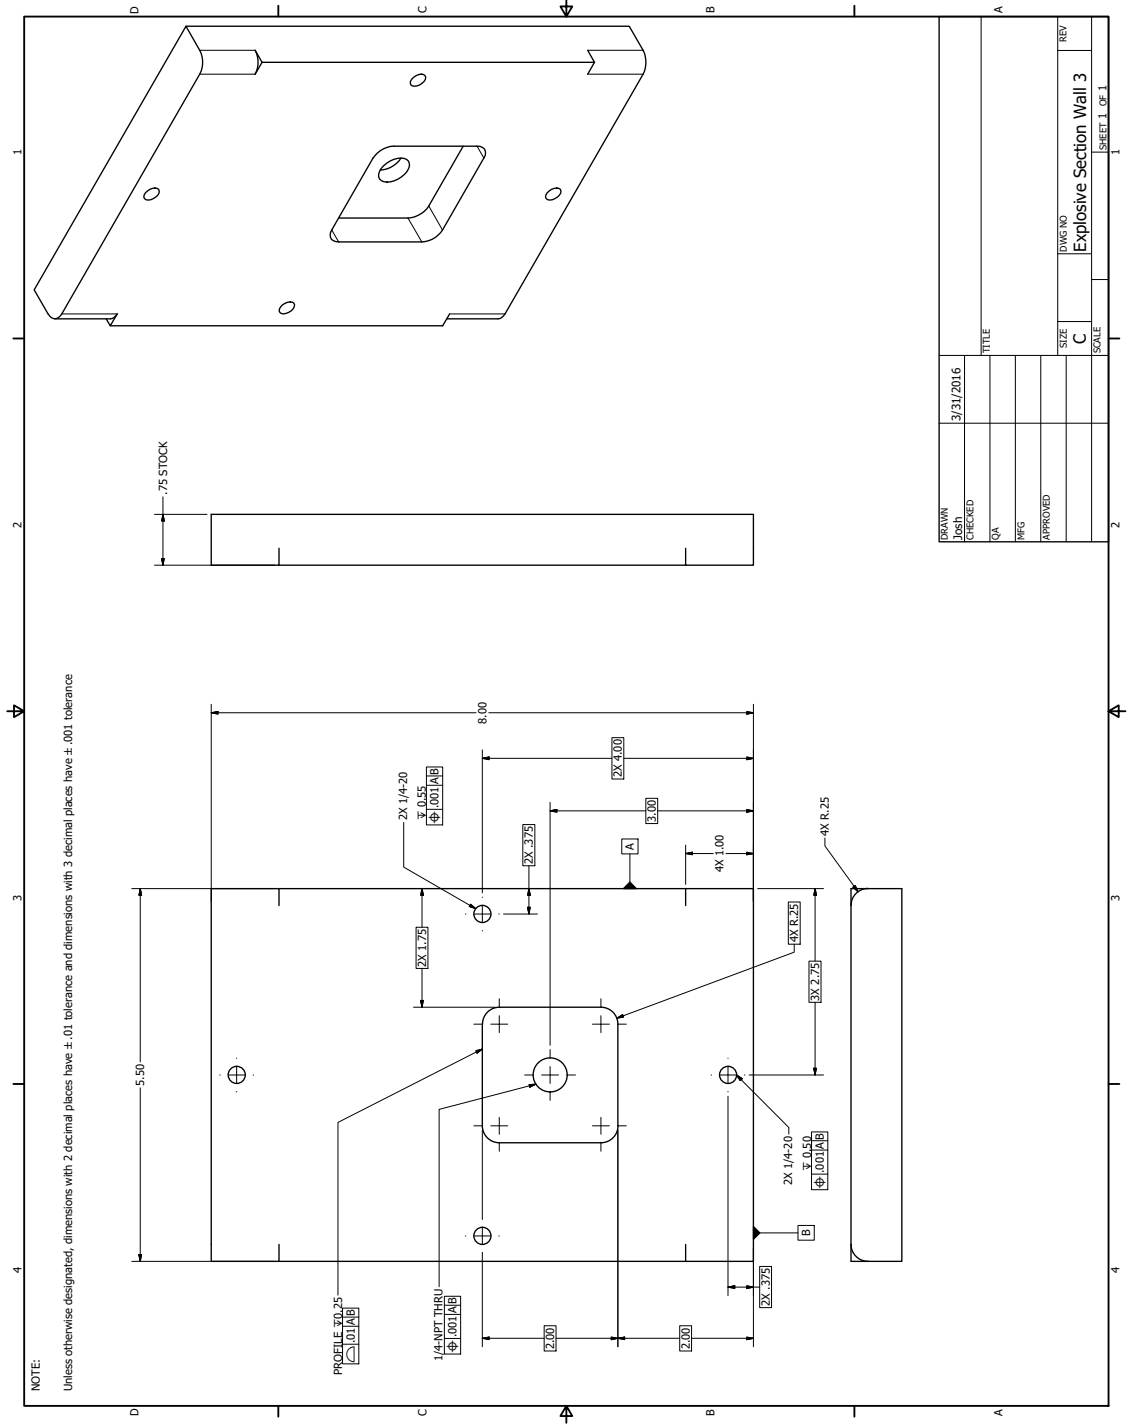 NOTE:
Unless otherwise designated, dimensions with 2 decimal places have ± .01 tolerance and dimensions with 3 decimal places have ± .001 tolerance
4
3
2
1
D
C
B
A
D
C
B
A
4
3
2
1
5.50
8.00
.75 STOCK
PROFILE ↧0.25
⌓ .01 A B
1/4-NPT THRU
⌖ .001 A B
2X 1.75
2X 1/4-20
↧ 0.55
⌖ .001 A B
2X .375
2X 4.00
3.00
4X 1.00
A
4X R.25
4X R.25
3X 2.75
2X 1/4-20
↧ 0.50
⌖ .001 A B
B
2X .375
2.00
2.00
DRAWN
Josh
3/31/2016
CHECKED
QA
MFG
APPROVED
TITLE
SIZE
C
DWG NO
Explosive Section Wall 3
REV
SCALE
SHEET 1 OF 1